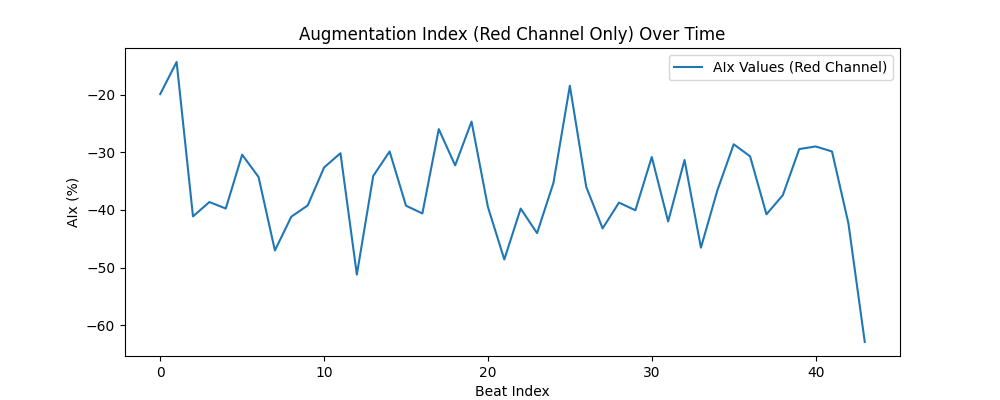 Augmentation Index (Red Channel Only) Over Time
AIx Values (Red Channel)
AIx (%)
−20
−30
−40
−50
−60
0 10 20 30 40
Beat Index